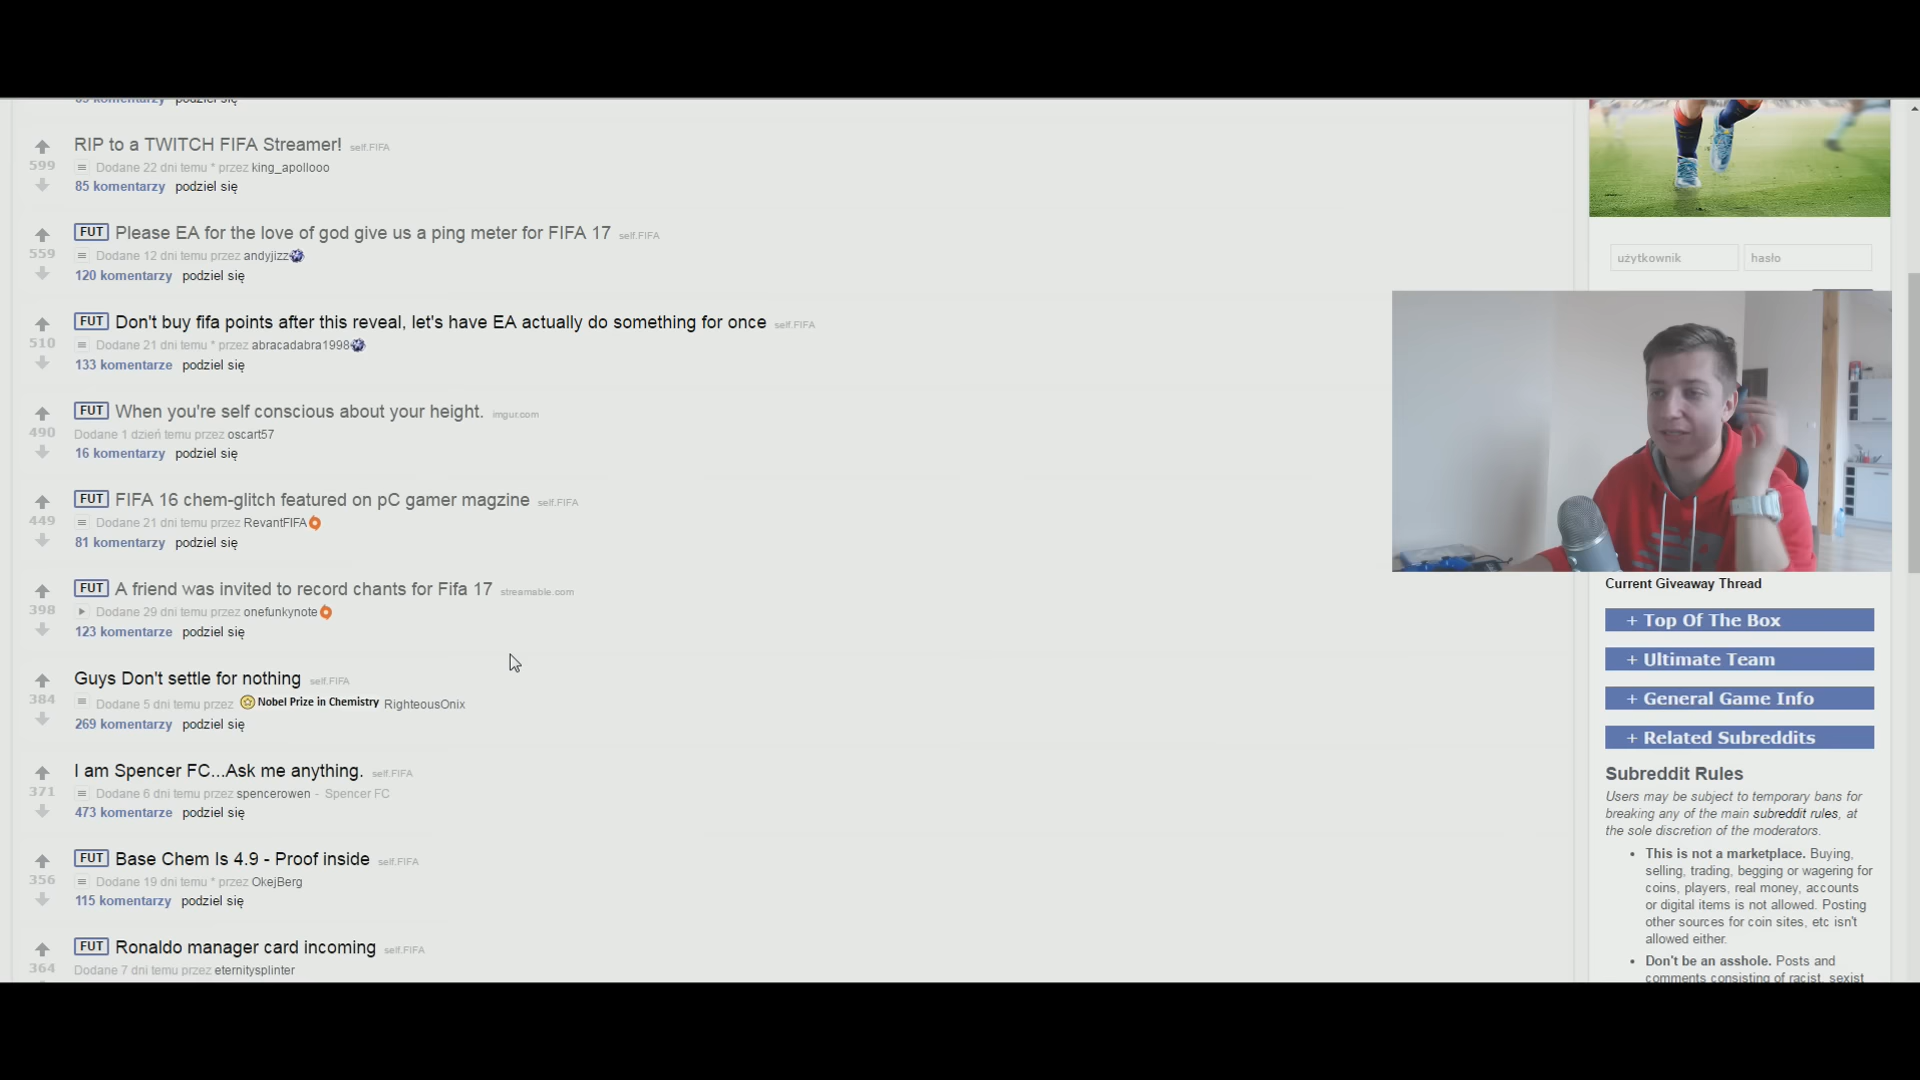 85 komentarzy podziel się
RIP to a TWITCH FIFA Streamer! self.FIFA
599
Dodane 22 dni temu * przez king_apollooo
85 komentarzy podziel się
FUT Please EA for the love of god give us a ping meter for FIFA 17 self.FIFA
559
Dodane 12 dni temu przez andyjizz
120 komentarzy podziel się
FUT Don't buy fifa points after this reveal, let's have EA actually do something for once self.FIFA
510
Dodane 21 dni temu * przez abracadabra1998
133 komentarze podziel się
FUT When you're self conscious about your height. imgur.com
490
Dodane 1 dzień temu przez oscart57
16 komentarzy podziel się
FUT FIFA 16 chem-glitch featured on pC gamer magzine self.FIFA
449
Dodane 21 dni temu przez RevantFIFA
81 komentarzy podziel się
FUT A friend was invited to record chants for Fifa 17 streamable.com
398
Dodane 29 dni temu przez onefunkynote
123 komentarze podziel się
Guys Don't settle for nothing self.FIFA
384
Dodane 5 dni temu przez Nobel Prize in Chemistry RighteousOnix
269 komentarzy podziel się
I am Spencer FC...Ask me anything. self.FIFA
371
Dodane 6 dni temu przez spencerowen - Spencer FC
473 komentarze podziel się
FUT Base Chem Is 4.9 - Proof inside self.FIFA
356
Dodane 19 dni temu * przez OkejBerg
115 komentarzy podziel się
FUT Ronaldo manager card incoming self.FIFA
364
Dodane 7 dni temu przez eternitysplinter
użytkownik hasło
Current Giveaway Thread
+ Top Of The Box
+ Ultimate Team
+ General Game Info
+ Related Subreddits
Subreddit Rules
Users may be subject to temporary bans for
breaking any of the main subreddit rules, at
the sole discretion of the moderators.
• This is not a marketplace. Buying,
selling, trading, begging or wagering for
coins, players, real money, accounts
or digital items is not allowed. Posting
other sources for coin sites, etc isn't
allowed either.
• Don't be an asshole. Posts and
comments consisting of racist, sexist